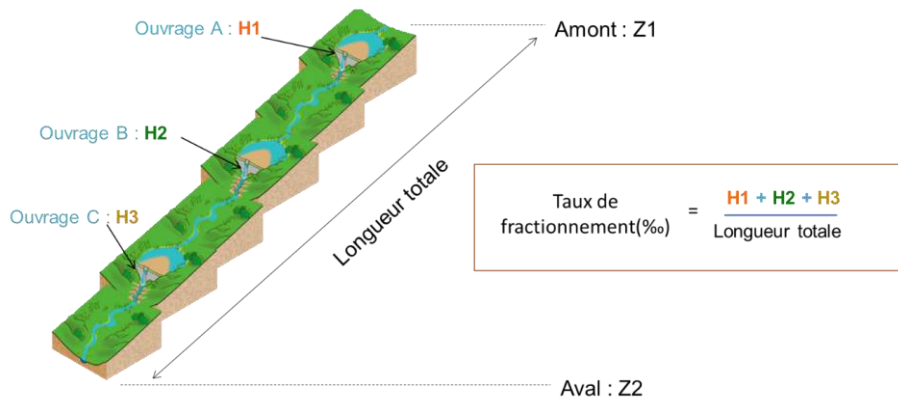 Ouvrage A : H1
Amont : Z1
Ouvrage B : H2
Ouvrage C : H3
Longueur totale
Taux de
fractionnement(‰)
=
H1 + H2 + H3
Longueur totale
Aval : Z2